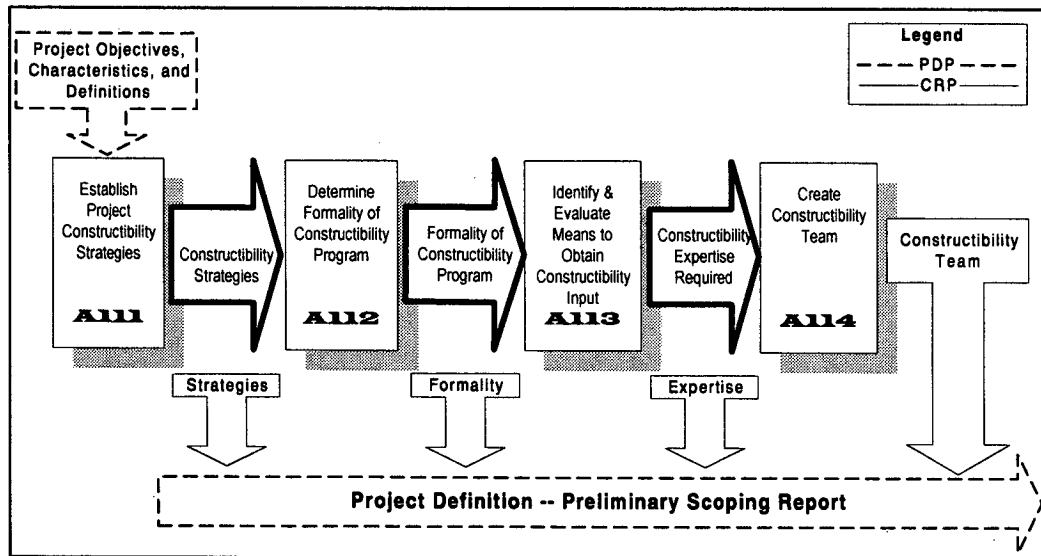 Project Objectives,
Characteristics, and
Definitions
Legend
PDP
CRP
Establish
Project
Constructibility
Strategies
A111
Constructibility
Strategies
Determine
Formality of
Constructibility
Program
A112
Formality of
Constructibility
Program
Identify &
Evaluate
Means to
Obtain
Constructibility
Input
A113
Constructibility
Expertise
Required
Create
Constructibility
Team
A114
Constructibility
Team
Strategies
Formality
Expertise
Project Definition -- Preliminary Scoping Report